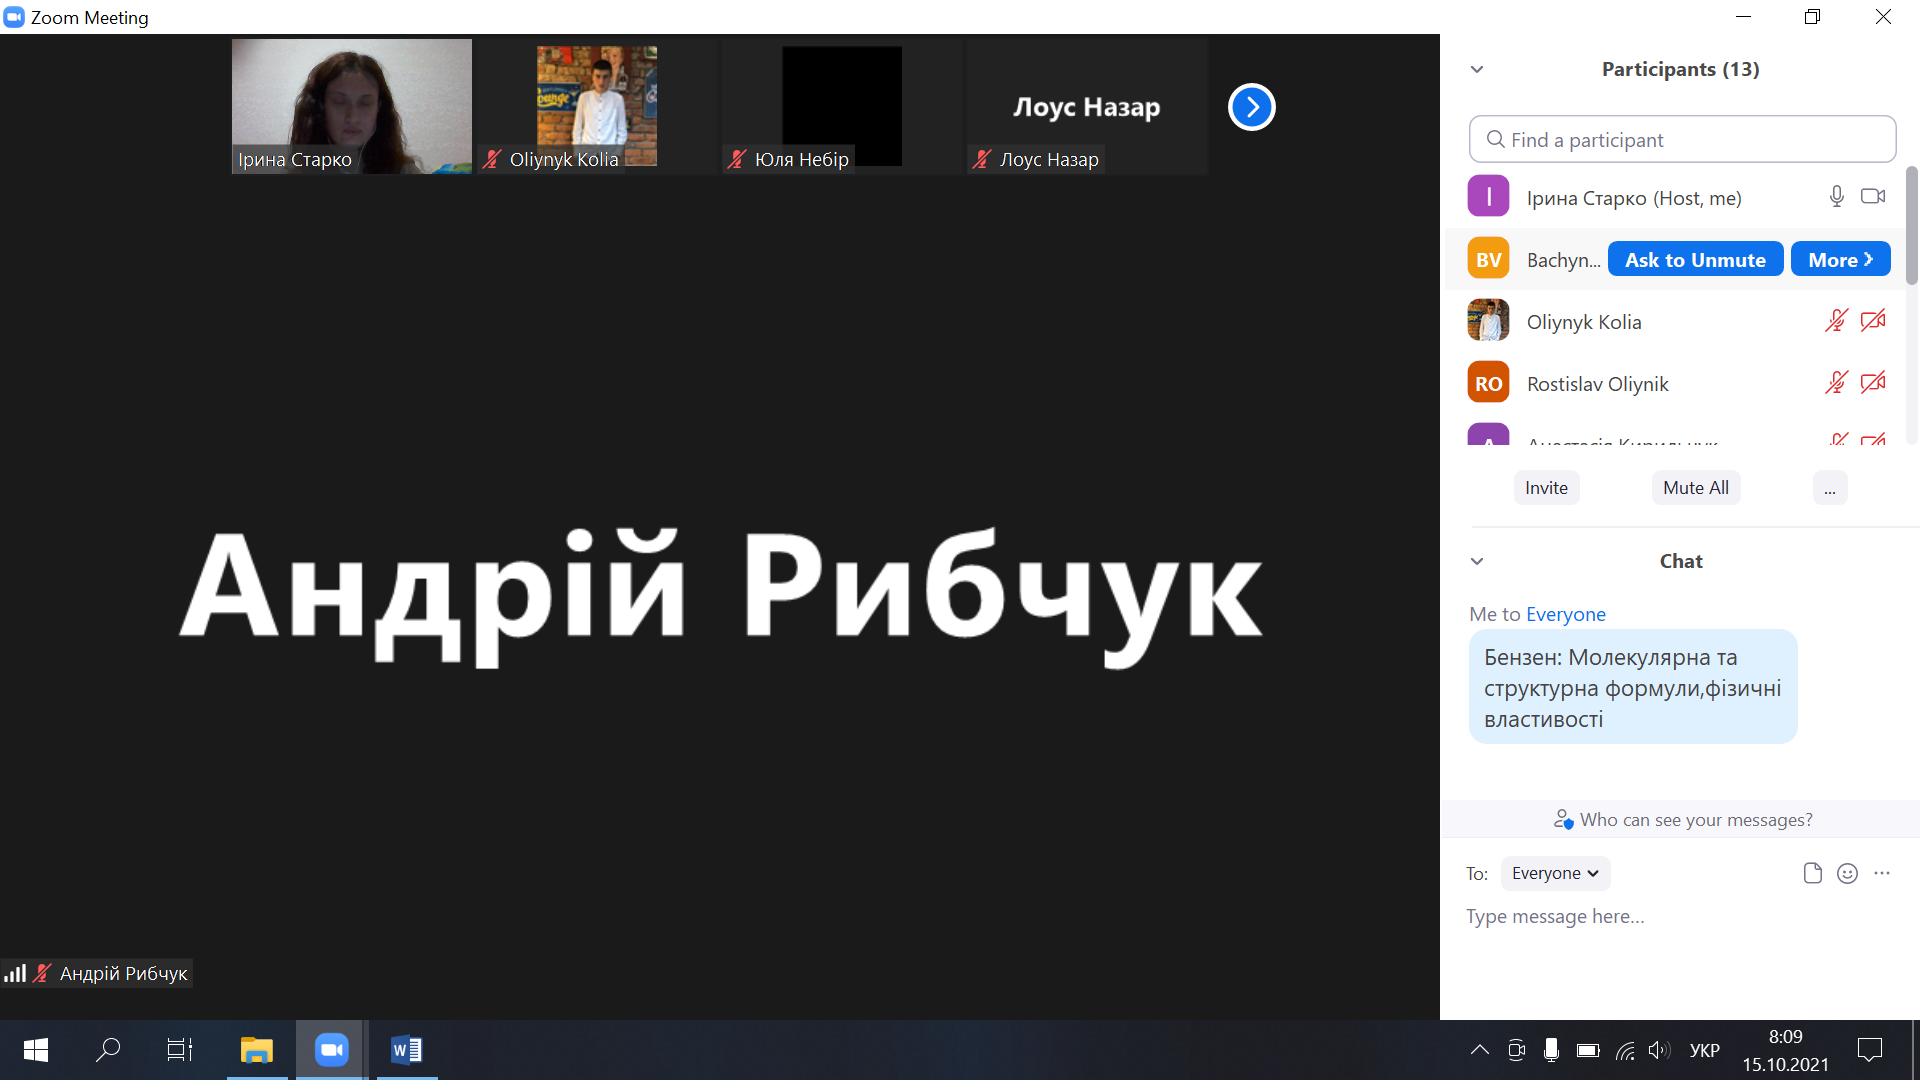 Zoom Meeting
Ірина Старко
Oliynyk Kolia
Юля Небір
Лоус Назар
Лоус Назар
Андрій Рибчук
Андрій Рибчук
Participants (13)
Find a participant
I
Ірина Старко (Host, me)
BV
Bachyn...
Ask to Unmute
More
Oliynyk Kolia
RO
Rostislav Oliynik
А
Анастасія Кирильчук
Invite
Mute All
...
Chat
Me to Everyone
Бензен: Молекулярна та
структурна формули,фізичні
властивості
Who can see your messages?
To:
Everyone
Type message here...
УКР
8:09
15.10.2021